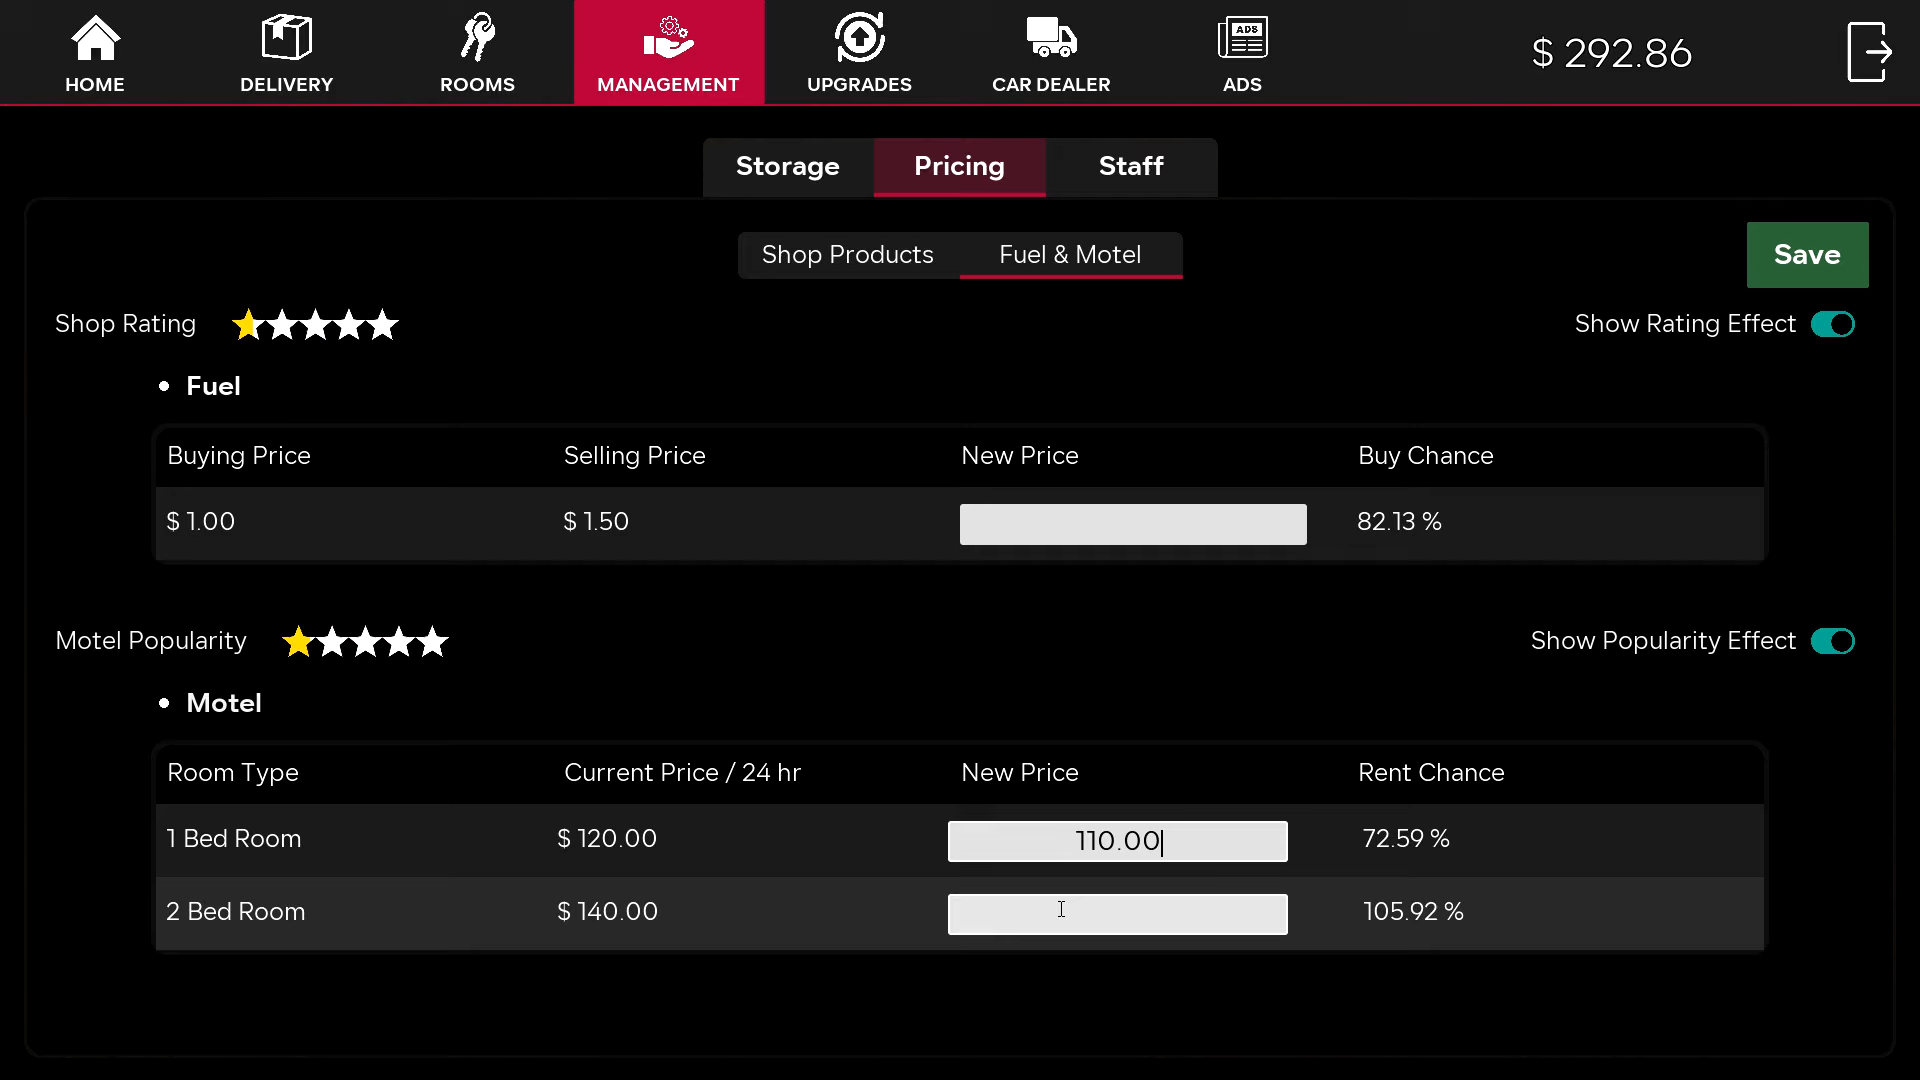 HOME DELIVERY ROOMS MANAGEMENT UPGRADES CAR DEALER ADS ADS $ 292.86
Storage Pricing Staff
Shop Products Fuel & Motel Save
Shop Rating Show Rating Effect
• Fuel
Buying Price Selling Price New Price Buy Chance
$ 1.00 $ 1.50 82.13 %
Motel Popularity Show Popularity Effect
• Motel
Room Type Current Price / 24 hr New Price Rent Chance
1 Bed Room $ 120.00 110.00 72.59 %
2 Bed Room $ 140.00 105.92 %